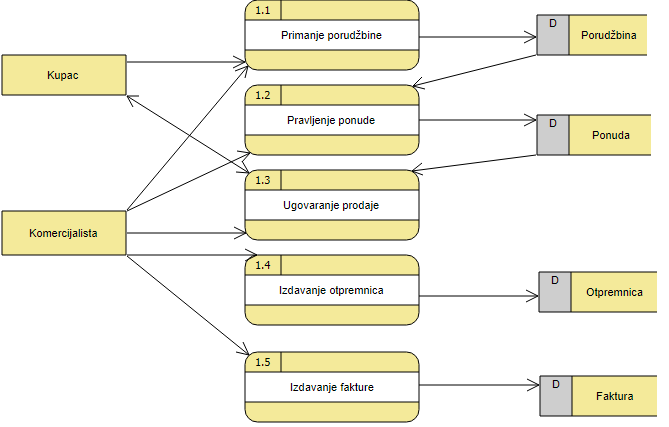 1.1
Primanje porudžbine
D
Porudžbina
Kupac
1.2
Pravljenje ponude
D
Ponuda
1.3
Ugovaranje prodaje
Komercijalista
1.4
Izdavanje otpremnica
D
Otpremnica
1.5
Izdavanje fakture
D
Faktura